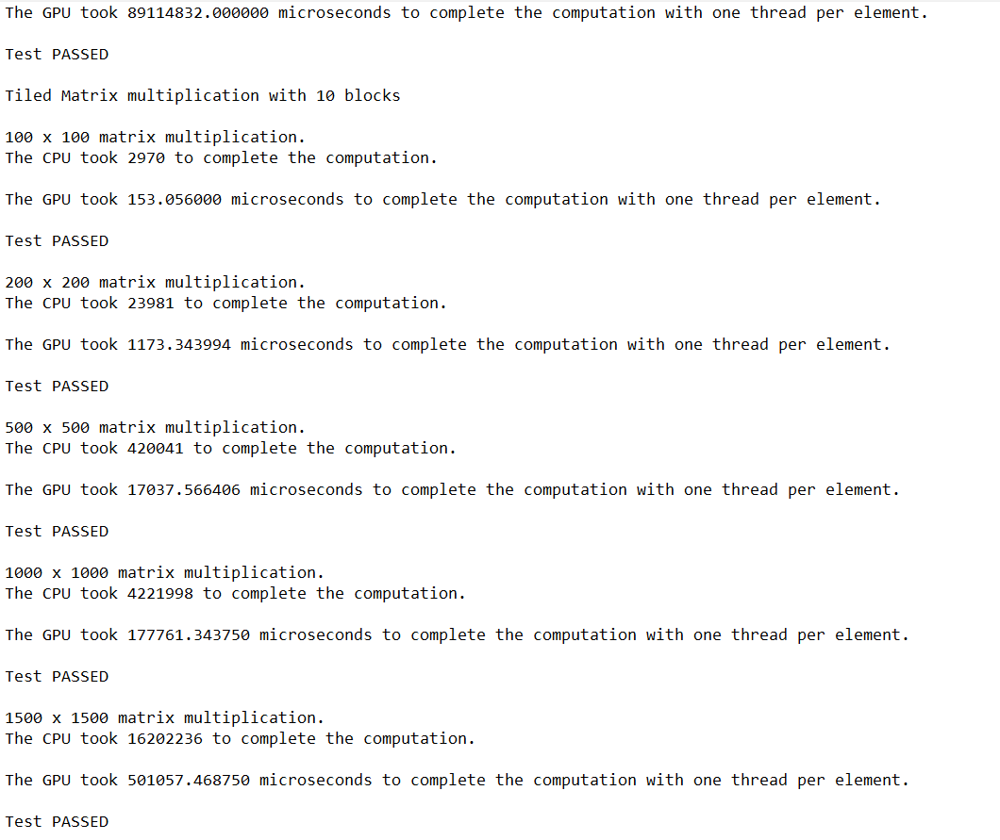 The GPU took 89114832.000000 microseconds to complete the computation with one thread per element.
Test PASSED
Tiled Matrix multiplication with 10 blocks
100 x 100 matrix multiplication.
The CPU took 2970 to complete the computation.
The GPU took 153.056000 microseconds to complete the computation with one thread per element.
Test PASSED
200 x 200 matrix multiplication.
The CPU took 23981 to complete the computation.
The GPU took 1173.343994 microseconds to complete the computation with one thread per element.
Test PASSED
500 x 500 matrix multiplication.
The CPU took 420041 to complete the computation.
The GPU took 17037.566406 microseconds to complete the computation with one thread per element.
Test PASSED
1000 x 1000 matrix multiplication.
The CPU took 4221998 to complete the computation.
The GPU took 177761.343750 microseconds to complete the computation with one thread per element.
Test PASSED
1500 x 1500 matrix multiplication.
The CPU took 16202236 to complete the computation.
The GPU took 501057.468750 microseconds to complete the computation with one thread per element.
Test PASSED